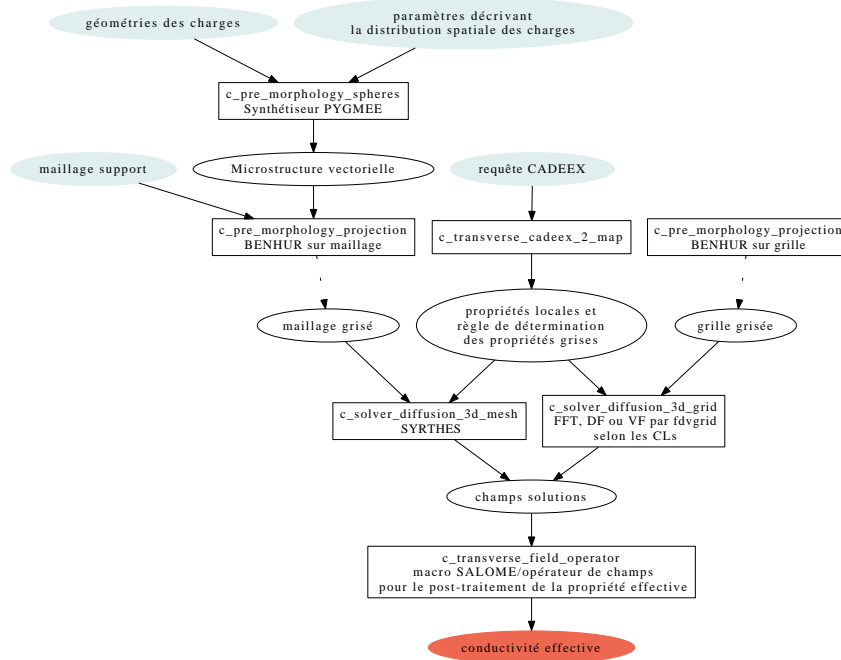 géométries des charges
paramètres décrivant
la distribution spatiale des charges
c_pre_morphology_spheres
Synthétiseur PYGMEE
maillage support
Microstructure vectorielle
requête CADEEX
c_pre_morphology_projection
BENHUR sur maillage
c_transverse_cadeex_2_map
c_pre_morphology_projection
BENHUR sur grille
maillage grisé
propriétés locales et
règle de détermination
des propriétés grises
grille grisée
c_solver_diffusion_3d_mesh
SYRTHES
c_solver_diffusion_3d_grid
FFT, DF ou VF par fdvgrid
selon les CLs
champs solutions
c_transverse_field_operator
macro SALOME/opérateur de champs
pour le post-traitement de la propriété effective
conductivité effective